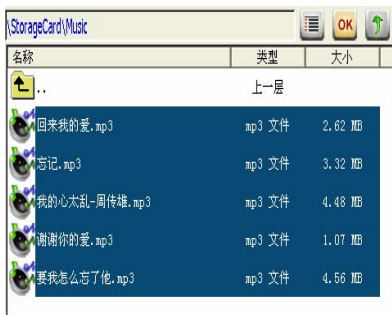 \StorageCard\Music
OK
名称 类型 大小
.. 上一层
回来我的爱.mp3 mp3 文件 2.62 MB
忘记.mp3 mp3 文件 3.32 MB
我的心太乱-周传雄.mp3 mp3 文件 4.48 MB
谢谢你的爱.mp3 mp3 文件 1.07 MB
要我怎么忘了他.mp3 mp3 文件 4.56 MB